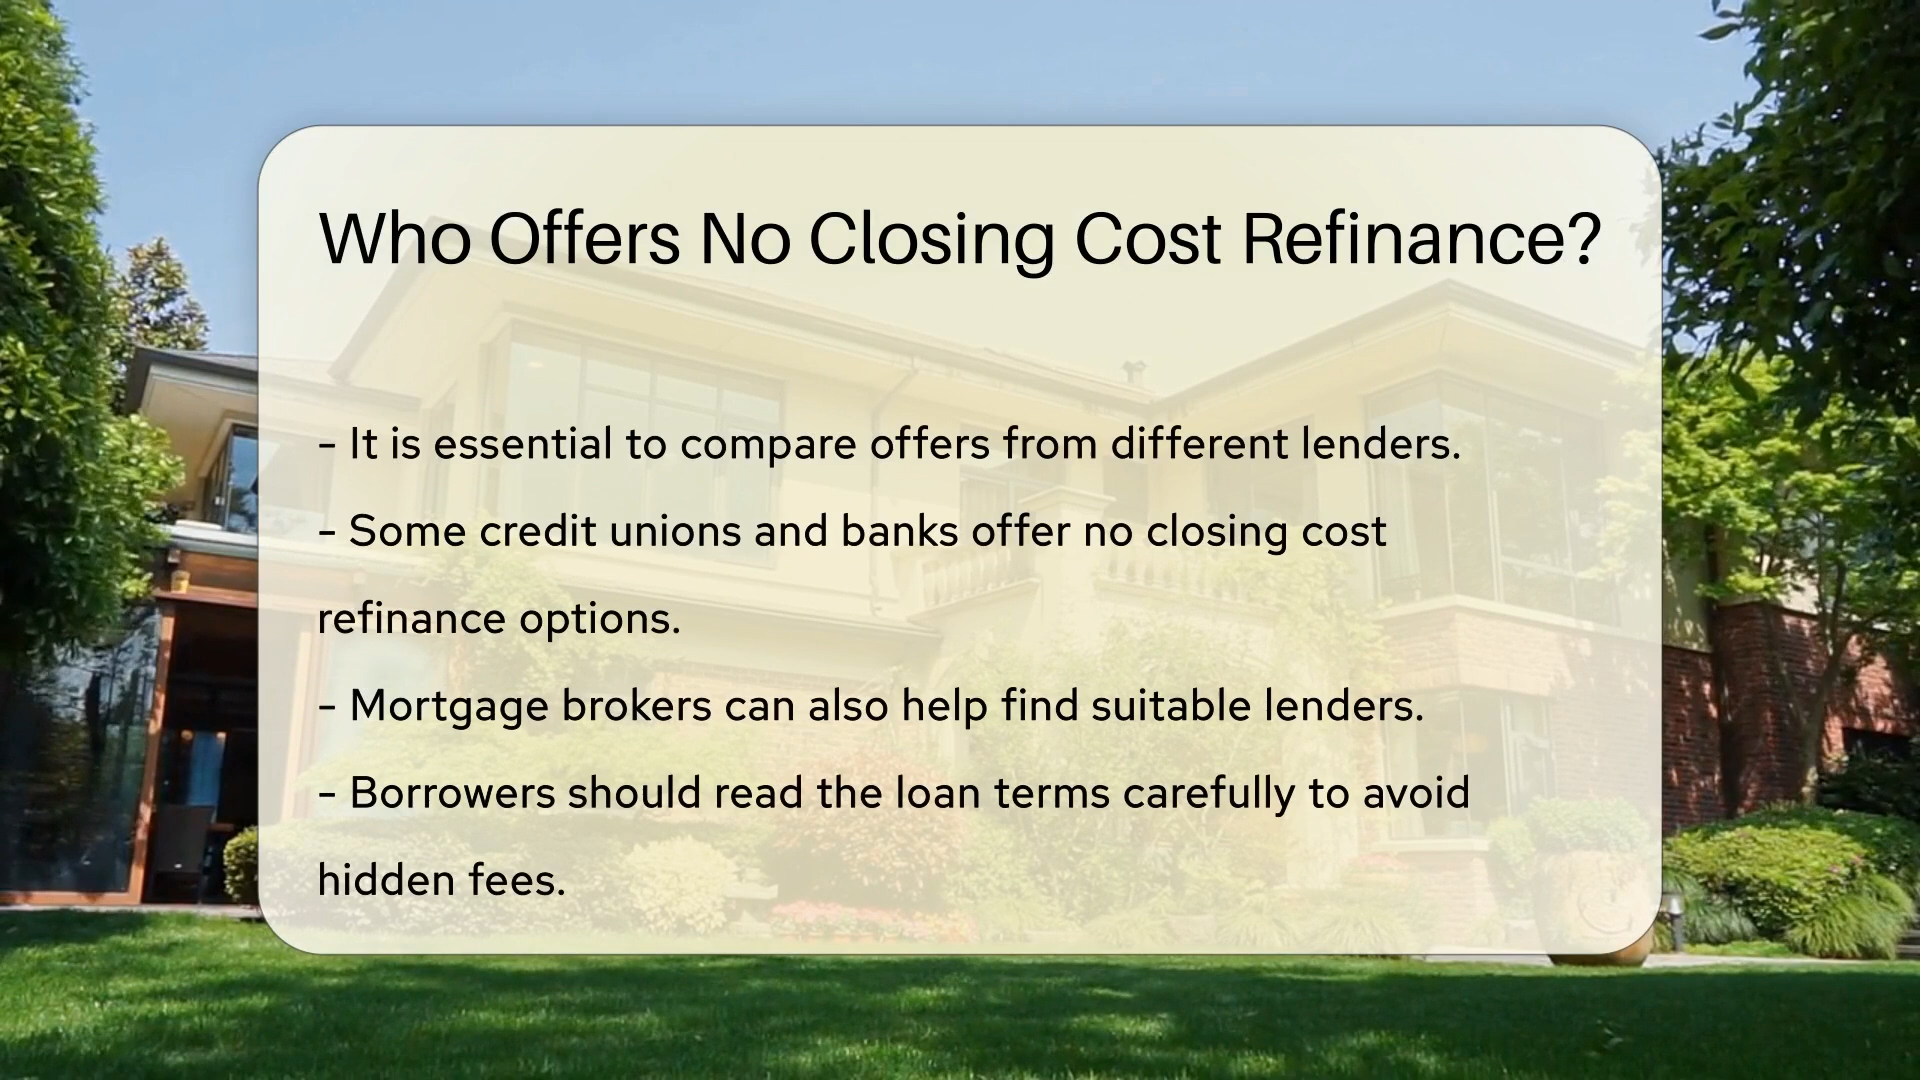 Who Offers No Closing Cost Refinance?
- It is essential to compare offers from different lenders.
- Some credit unions and banks offer no closing cost
refinance options.
- Mortgage brokers can also help find suitable lenders.
- Borrowers should read the loan terms carefully to avoid
hidden fees.